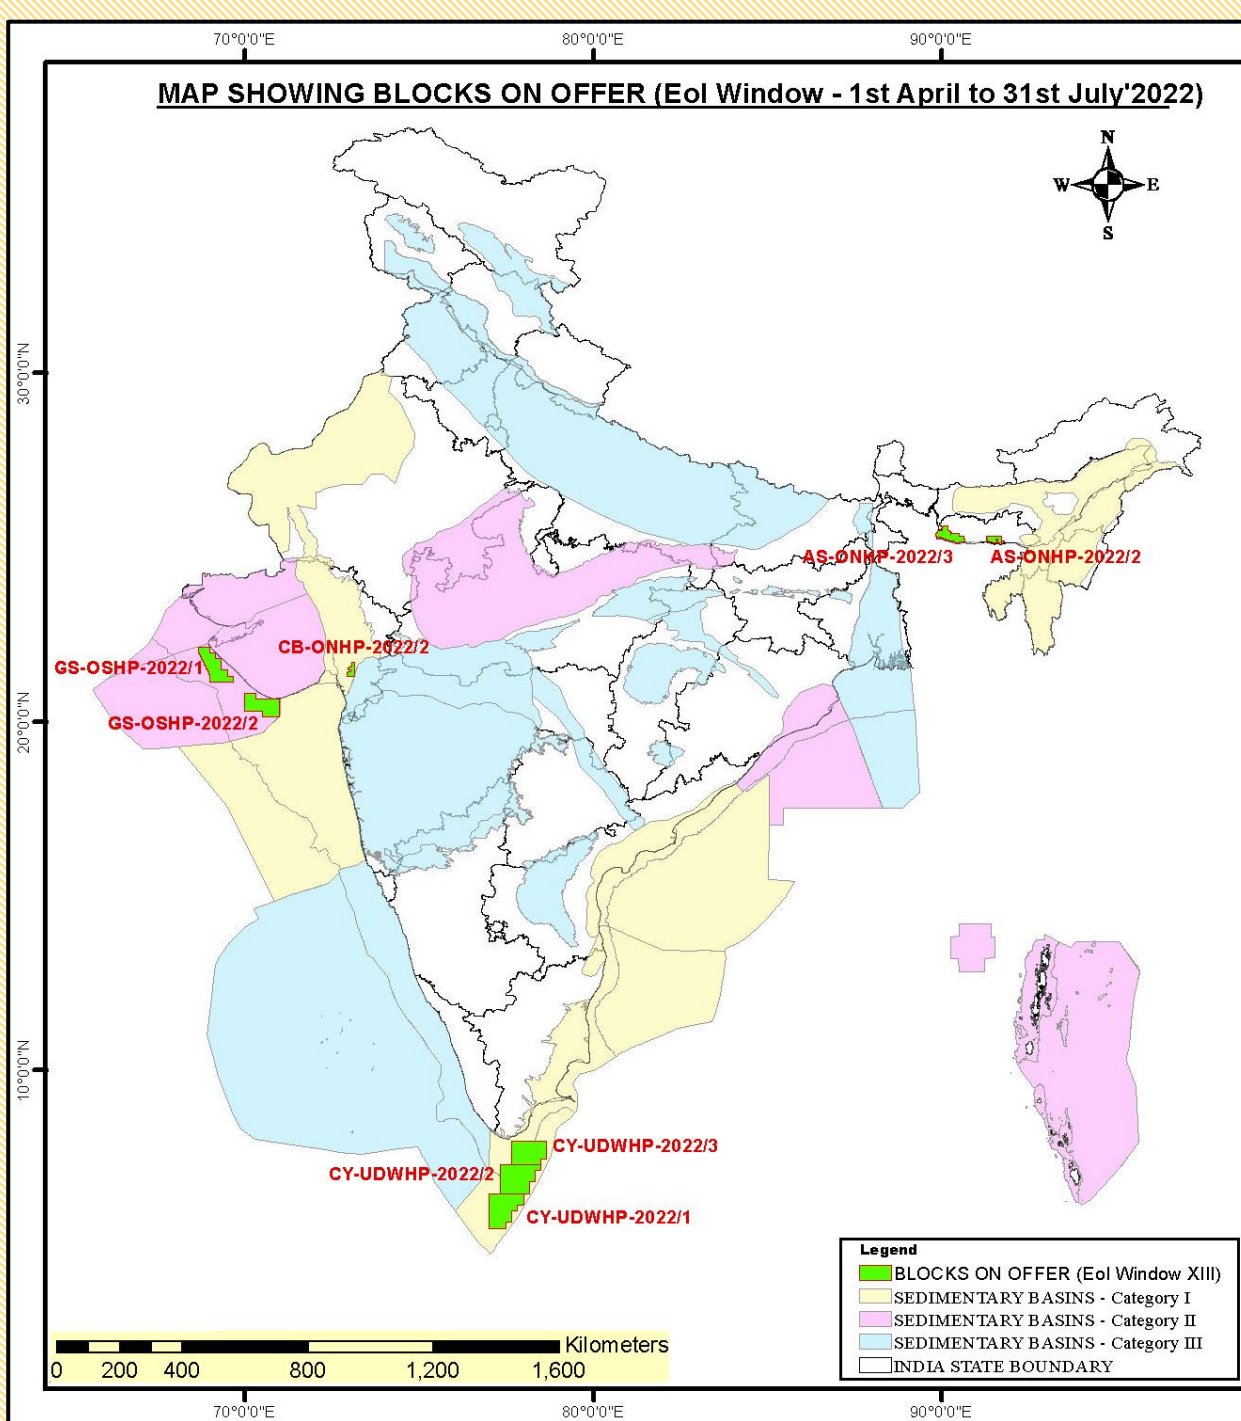 70°0'0"E 80°0'0"E 90°0'0"E
MAP SHOWING BLOCKS ON OFFER (EoI Window - 1st April to 31st July'2022)
N
W E
S
30°0'0"N
AS-ONHP-2022/3 AS-ONHP-2022/2
CB-ONHP-2022/2
GS-OSHP-2022/1
GS-OSHP-2022/2
20°0'0"N
10°0'0"N
CY-UDWHP-2022/3
CY-UDWHP-2022/2
CY-UDWHP-2022/1
Legend
BLOCKS ON OFFER (EoI Window XIII)
SEDIMENTARY BASINS - Category I
SEDIMENTARY BASINS - Category II
SEDIMENTARY BASINS - Category III
INDIA STATE BOUNDARY
Kilometers
0 200 400 800 1,200 1,600
70°0'0"E 80°0'0"E 90°0'0"E